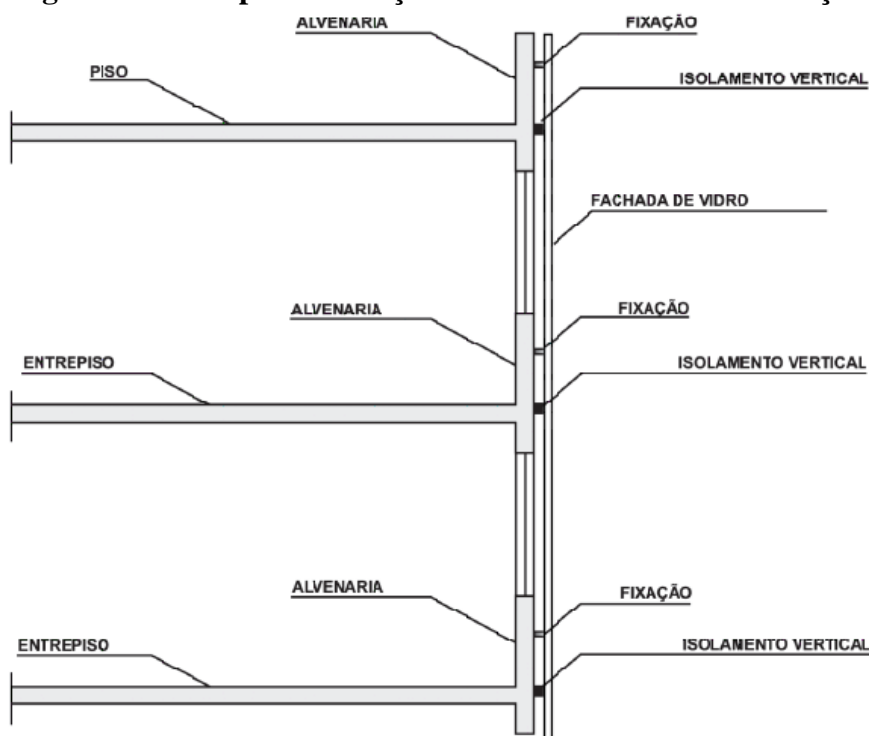 ALVENARIA
FIXAÇÃO
PISO
ISOLAMENTO VERTICAL
FACHADA DE VIDRO
ALVENARIA
FIXAÇÃO
ENTREPISO
ISOLAMENTO VERTICAL
ALVENARIA
FIXAÇÃO
ENTREPISO
ISOLAMENTO VERTICAL